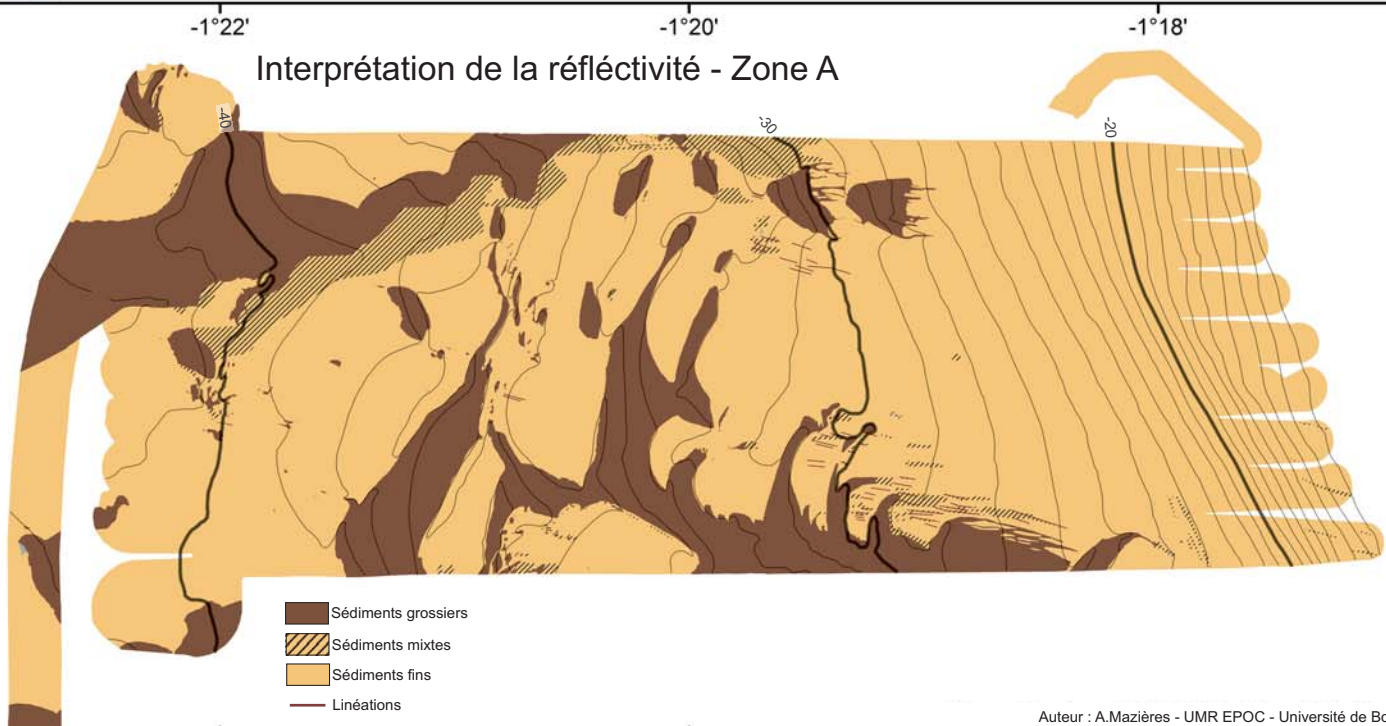 -1°22' -1°20' -1°18'
Interprétation de la réfléctivité - Zone A
-40 -30 -20
Sédiments grossiers
Sédiments mixtes
Sédiments fins
Linéations
Auteur : A.Mazières - UMR EPOC - Université de Bo